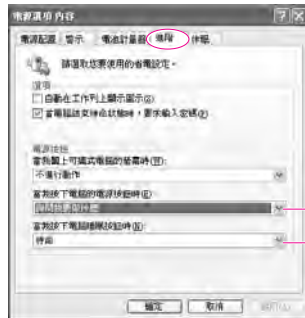 電源選項 內容
電源配置 警示 電池計量器 進階 休眠
請選取您要使用的省電設定。
選項
自動在工作列上顯示圖示(G)
當電腦從支待命狀態時，要求輸入密碼(P)
電源按鈕
當我闔上可攜式電腦的螢幕時(H):
不進行動作
當我按下電腦的電源按鈕時(E):
當我按下電腦睡眠按鈕時(N):
待命
確定 取消